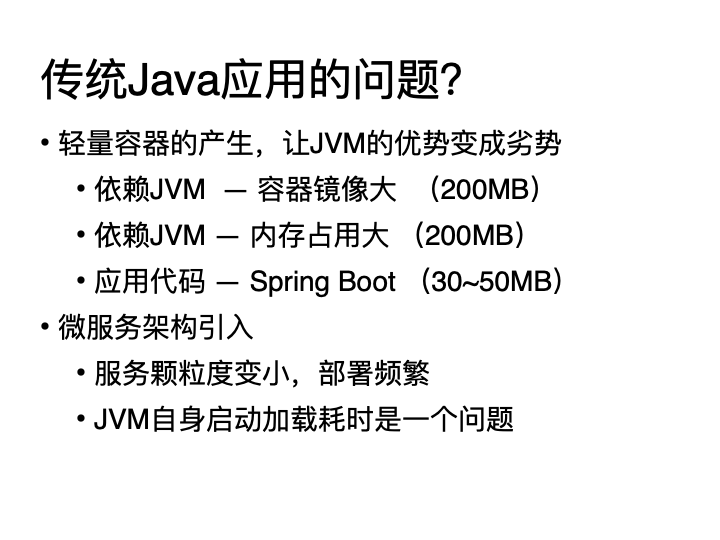 传统Java应用的问题？
• 轻量容器的产生，让JVM的优势变成劣势
• 依赖JVM — 容器镜像大 （200MB）
• 依赖JVM — 内存占用大 （200MB）
• 应用代码 — Spring Boot （30~50MB）
• 微服务架构引入
• 服务颗粒度变小，部署频繁
• JVM自身启动加载耗时是一个问题